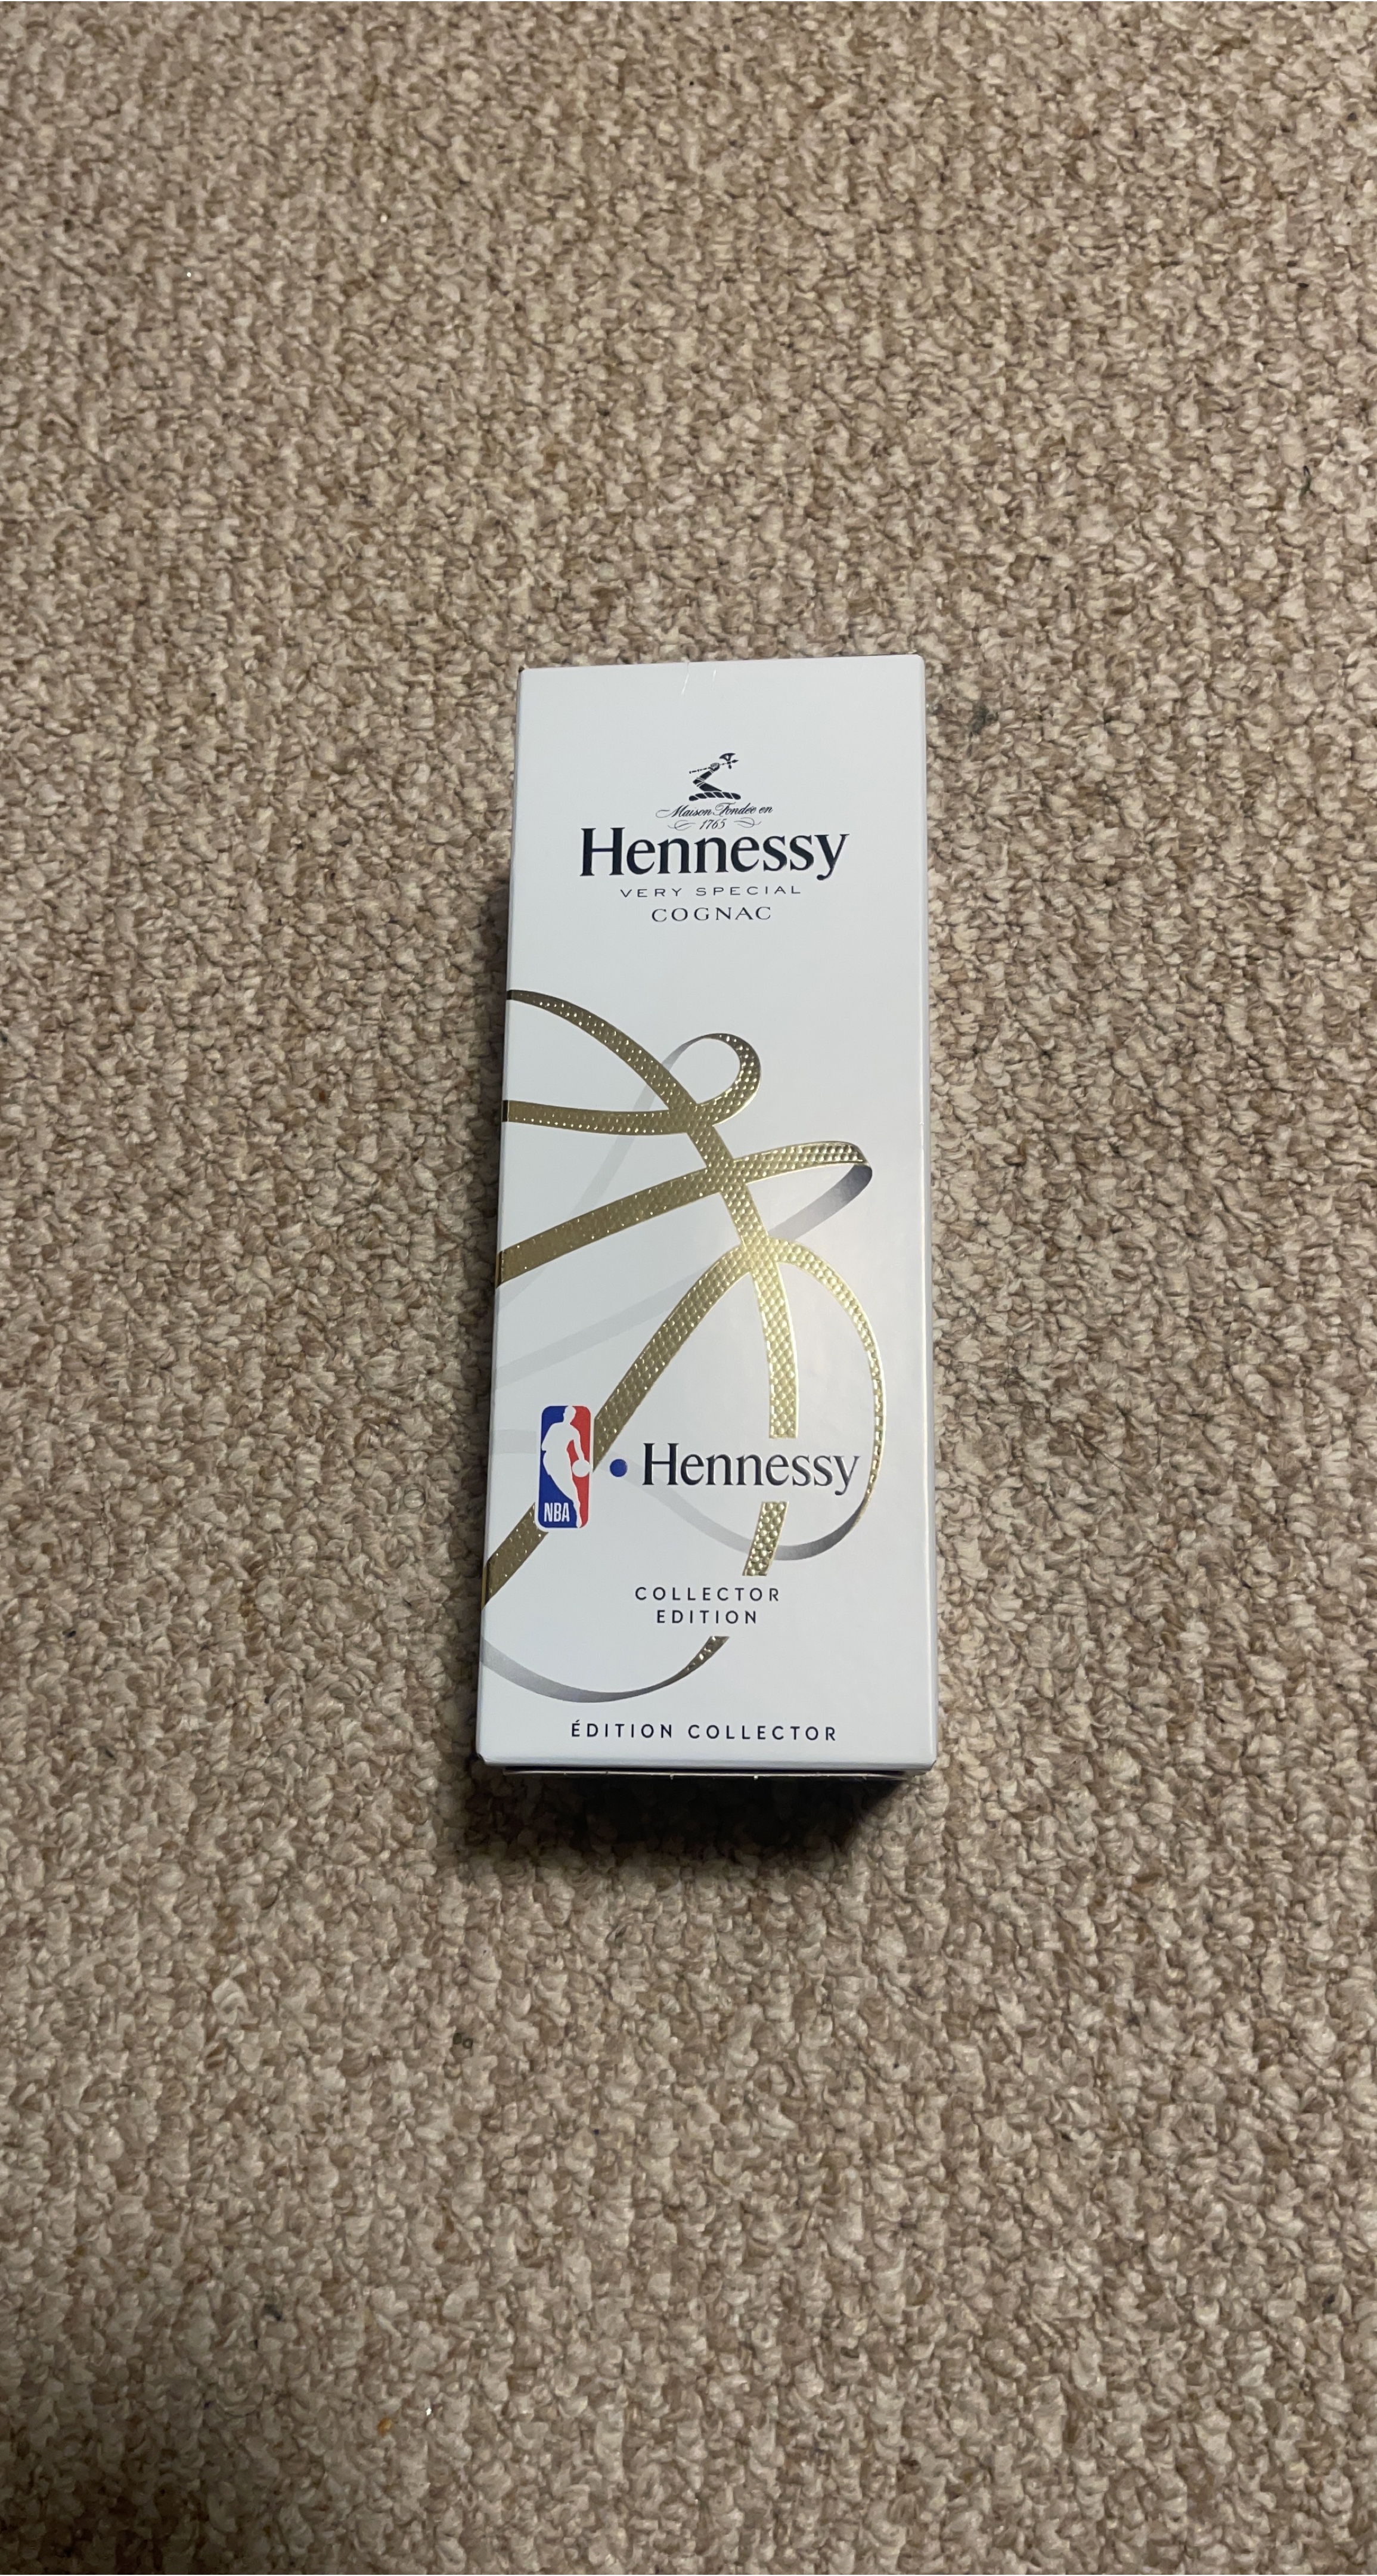 Maison Fondée en
1765
Hennessy
VERY SPECIAL
COGNAC
NBA
Hennessy
COLLECTOR
EDITION
ÉDITION COLLECTOR